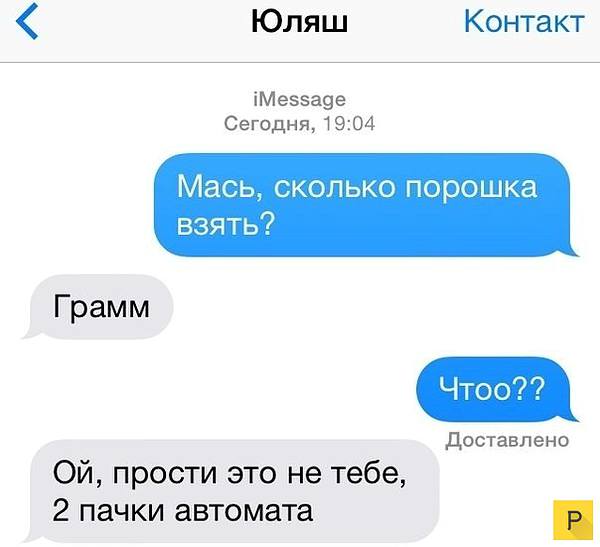 Юляш
Контакт
iMessage
Сегодня, 19:04
Мась, сколько порошка
взять?
Грамм
Чтоо??
Доставлено
Ой, прости это не тебе,
2 пачки автомата
P